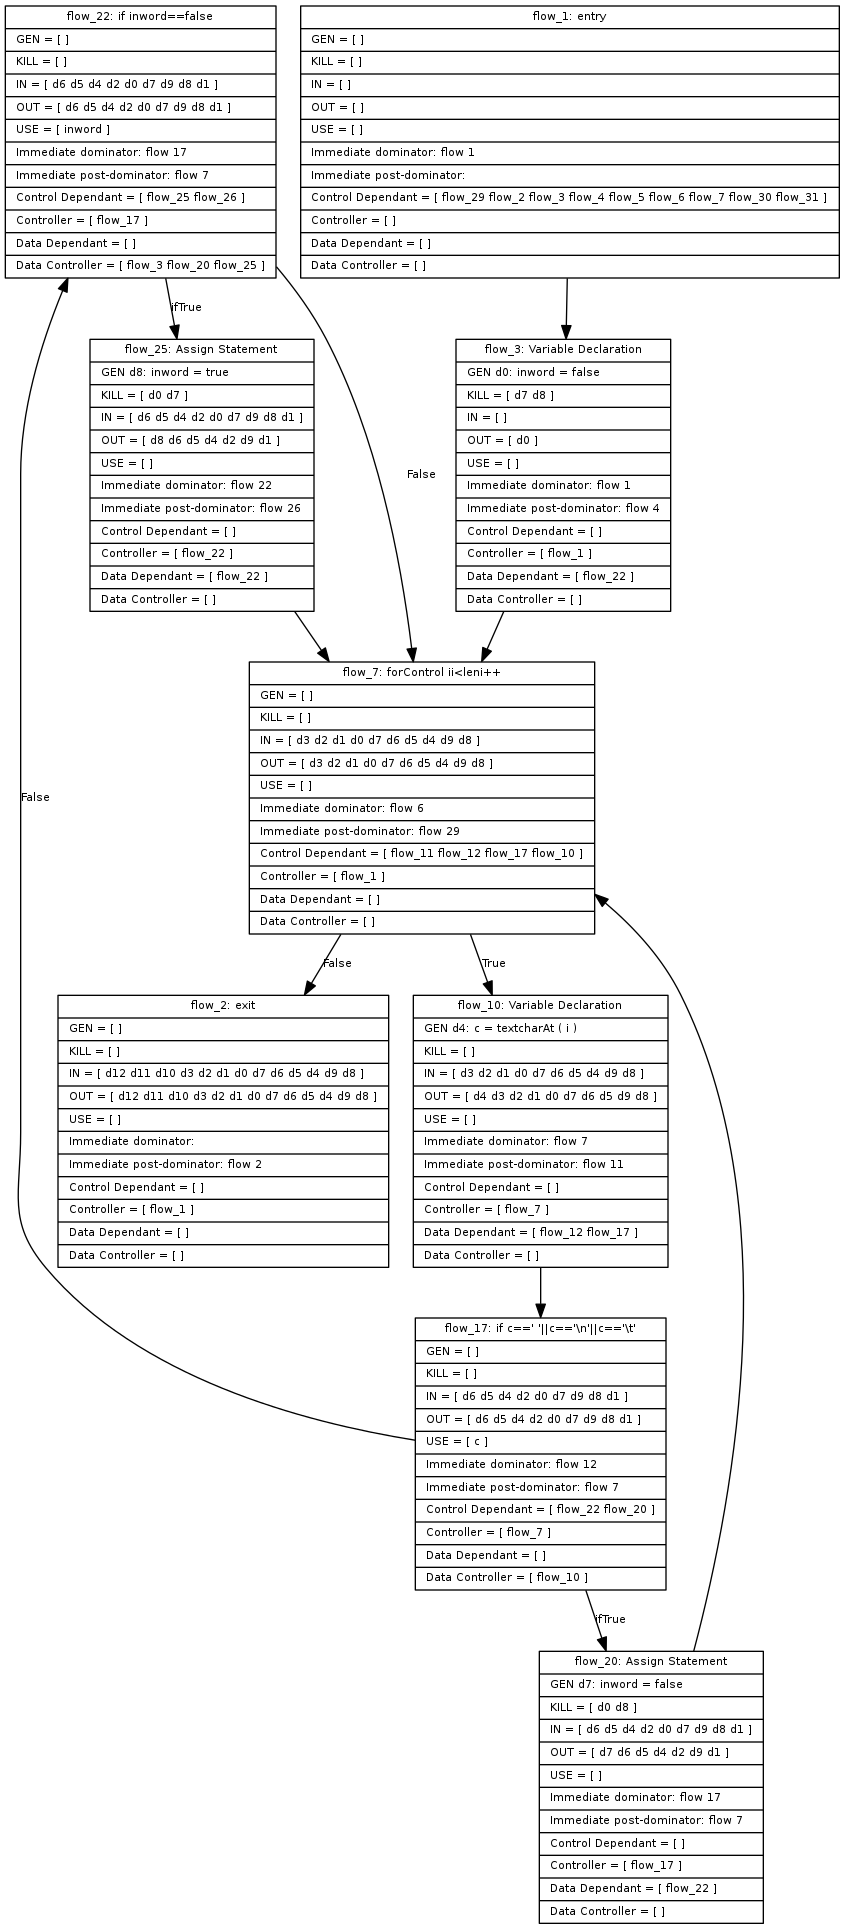 flow_22: if inword==false
GEN = [ ]
KILL = [ ]
IN = [ d6 d5 d4 d2 d0 d7 d9 d8 d1 ]
OUT = [ d6 d5 d4 d2 d0 d7 d9 d8 d1 ]
USE = [ inword ]
Immediate dominator: flow 17
Immediate post-dominator: flow 7
Control Dependant = [ flow_25 flow_26 ]
Controller = [ flow_17 ]
Data Dependant = [ ]
Data Controller = [ flow_3 flow_20 flow_25 ]
flow_1: entry
GEN = [ ]
KILL = [ ]
IN = [ ]
OUT = [ ]
USE = [ ]
Immediate dominator: flow 1
Immediate post-dominator:
Control Dependant = [ flow_29 flow_2 flow_3 flow_4 flow_5 flow_6 flow_7 flow_30 flow_31 ]
Controller = [ ]
Data Dependant = [ ]
Data Controller = [ ]
ifTrue
flow_25: Assign Statement
GEN d8: inword = true
KILL = [ d0 d7 ]
IN = [ d6 d5 d4 d2 d0 d7 d9 d8 d1 ]
OUT = [ d8 d6 d5 d4 d2 d9 d1 ]
USE = [ ]
Immediate dominator: flow 22
Immediate post-dominator: flow 26
Control Dependant = [ ]
Controller = [ flow_22 ]
Data Dependant = [ flow_22 ]
Data Controller = [ ]
False
flow_3: Variable Declaration
GEN d0: inword = false
KILL = [ d7 d8 ]
IN = [ ]
OUT = [ d0 ]
USE = [ ]
Immediate dominator: flow 1
Immediate post-dominator: flow 4
Control Dependant = [ ]
Controller = [ flow_1 ]
Data Dependant = [ flow_22 ]
Data Controller = [ ]
False
flow_7: forControl ii<leni++
GEN = [ ]
KILL = [ ]
IN = [ d3 d2 d1 d0 d7 d6 d5 d4 d9 d8 ]
OUT = [ d3 d2 d1 d0 d7 d6 d5 d4 d9 d8 ]
USE = [ ]
Immediate dominator: flow 6
Immediate post-dominator: flow 29
Control Dependant = [ flow_11 flow_12 flow_17 flow_10 ]
Controller = [ flow_1 ]
Data Dependant = [ ]
Data Controller = [ ]
False
True
flow_2: exit
GEN = [ ]
KILL = [ ]
IN = [ d12 d11 d10 d3 d2 d1 d0 d7 d6 d5 d4 d9 d8 ]
OUT = [ d12 d11 d10 d3 d2 d1 d0 d7 d6 d5 d4 d9 d8 ]
USE = [ ]
Immediate dominator:
Immediate post-dominator: flow 2
Control Dependant = [ ]
Controller = [ flow_1 ]
Data Dependant = [ ]
Data Controller = [ ]
flow_10: Variable Declaration
GEN d4: c = textcharAt ( i )
KILL = [ ]
IN = [ d3 d2 d1 d0 d7 d6 d5 d4 d9 d8 ]
OUT = [ d4 d3 d2 d1 d0 d7 d6 d5 d9 d8 ]
USE = [ ]
Immediate dominator: flow 7
Immediate post-dominator: flow 11
Control Dependant = [ ]
Controller = [ flow_7 ]
Data Dependant = [ flow_12 flow_17 ]
Data Controller = [ ]
flow_17: if c==' '||c=='\n'||c=='\t'
GEN = [ ]
KILL = [ ]
IN = [ d6 d5 d4 d2 d0 d7 d9 d8 d1 ]
OUT = [ d6 d5 d4 d2 d0 d7 d9 d8 d1 ]
USE = [ c ]
Immediate dominator: flow 12
Immediate post-dominator: flow 7
Control Dependant = [ flow_22 flow_20 ]
Controller = [ flow_7 ]
Data Dependant = [ ]
Data Controller = [ flow_10 ]
ifTrue
flow_20: Assign Statement
GEN d7: inword = false
KILL = [ d0 d8 ]
IN = [ d6 d5 d4 d2 d0 d7 d9 d8 d1 ]
OUT = [ d7 d6 d5 d4 d2 d9 d1 ]
USE = [ ]
Immediate dominator: flow 17
Immediate post-dominator: flow 7
Control Dependant = [ ]
Controller = [ flow_17 ]
Data Dependant = [ flow_22 ]
Data Controller = [ ]